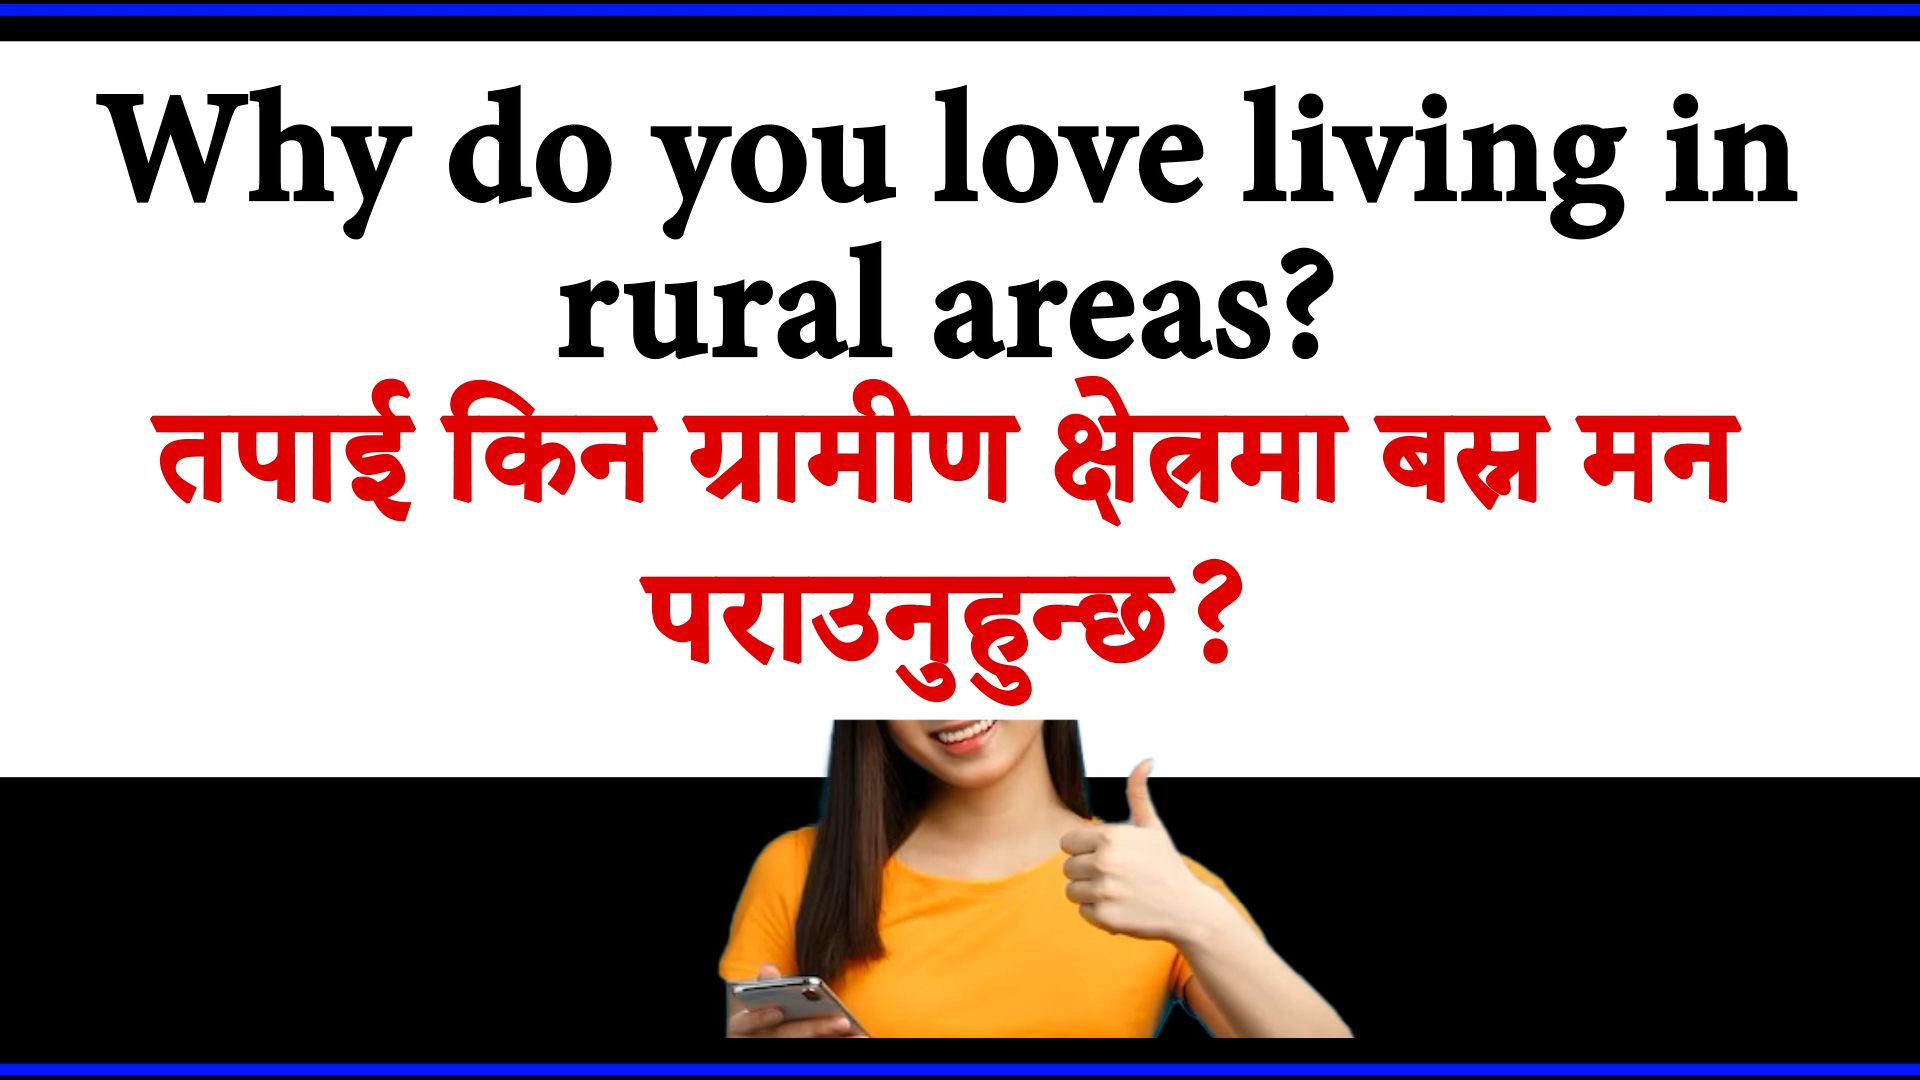 Why do you love living in
rural areas?
तपाई किन ग्रामीण क्षेत्रमा बस्न मन
पराउनुहुन्छ?